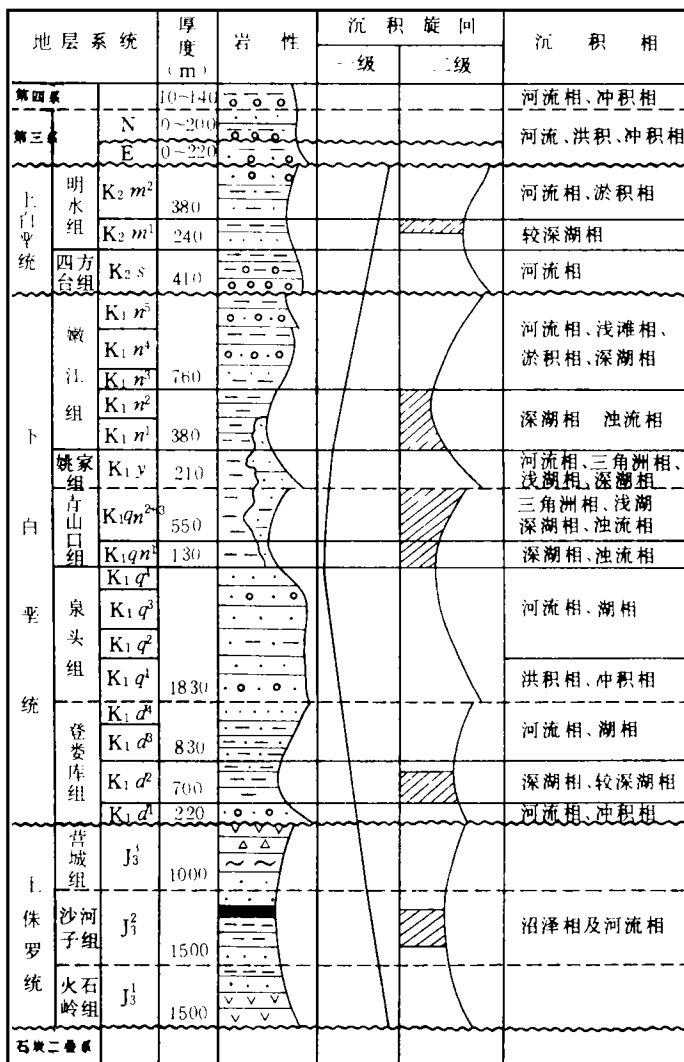 地层系统 厚度(m) 岩性 沉积旋回 沉积相
一级 二级
第四系 10~140 河流相、冲积相
第三系 N 0~200 河流、洪积、冲积相
E 0~220
上白垩统 明水组 K₂m² 380 河流相、淤积相
K₂m¹ 240 较深湖相
四方台组 K₂s 410 河流相
下白垩统 嫩江组 K₁n⁵ 河流相、浅滩相、
K₁n⁴ 淤积相、深湖相
K₁n³ 760
K₁n² 深湖相 浊流相
K₁n¹ 380
姚家组 K₁y 210 河流相、三角洲相、
浅湖相、深湖相
青山口组 K₁qn²⁺³ 550 三角洲相、浅湖
深湖相、浊流相
K₁qn¹ 130 深湖相、浊流相
泉头组 K₁q⁴
K₁q³ 河流相、湖相
K₁q²
K₁q¹ 1830 洪积相、冲积相
登娄库组 K₁d⁴ 河流相、湖相
K₁d³ 830
K₁d² 700 深湖相、较深湖相
K₁d¹ 220 河流相、冲积相
上侏罗统 营城组 J₃³ 1000
沙河子组 J₃² 1500 沼泽相及河流相
火石岭组 J₃¹ 1500
石炭二叠系